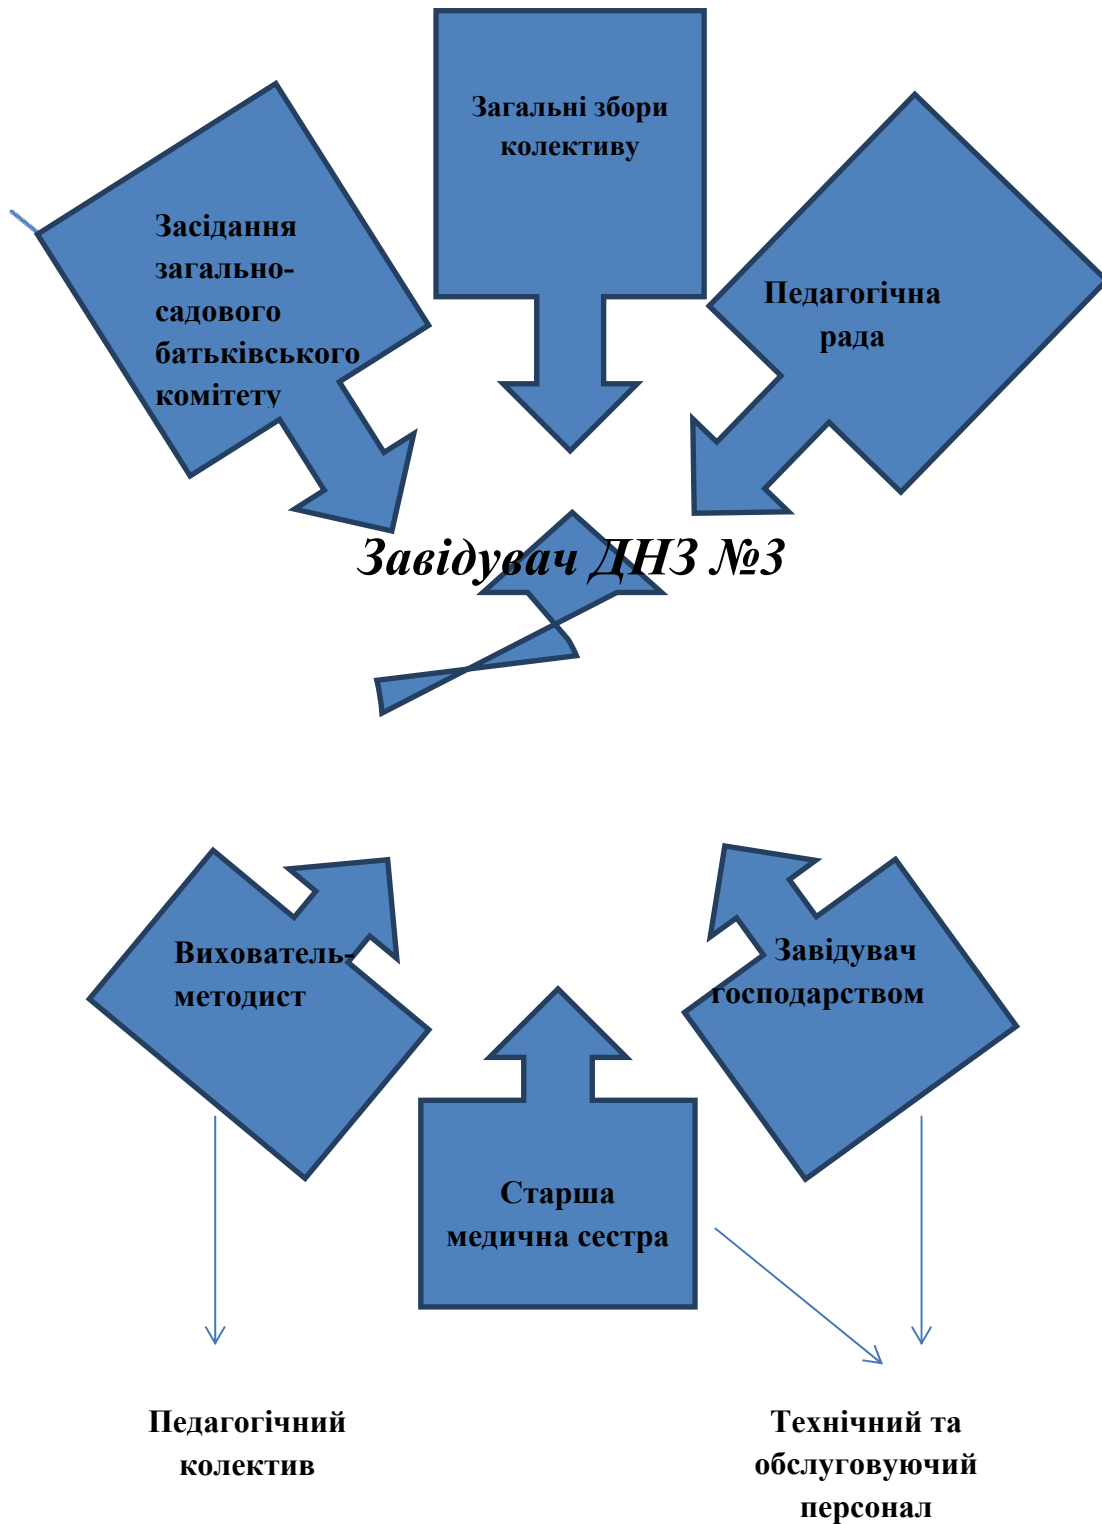 Загальні збори
колективу
Засідання
загально-
садового
батьківського
комітету
Педагогічна
рада
Завідувач ДНЗ №3
Вихователь-
методист
Завідувач
господарством
Старша
медична сестра
Педагогічний
колектив
Технічний та
обслуговуючий
персонал